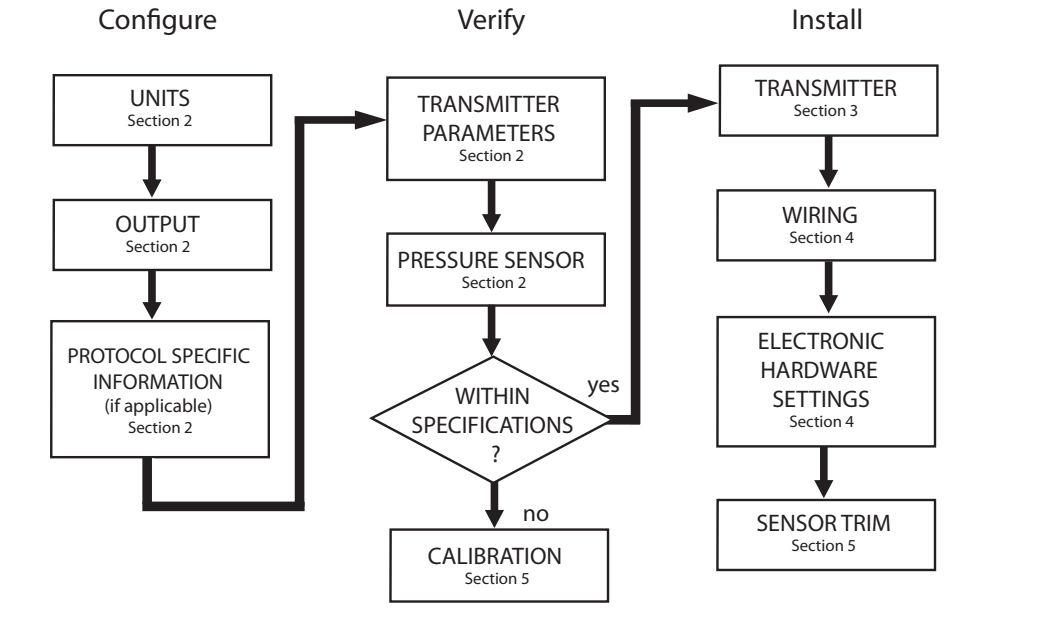 Configure
UNITS
Section 2
OUTPUT
Section 2
PROTOCOL SPECIFIC
INFORMATION
(if applicable)
Section 2
Verify
TRANSMITTER
PARAMETERS
Section 2
PRESSURE SENSOR
Section 2
WITHIN
SPECIFICATIONS
?
yes
no
CALIBRATION
Section 5
Install
TRANSMITTER
Section 3
WIRING
Section 4
ELECTRONIC
HARDWARE
SETTINGS
Section 4
SENSOR TRIM
Section 5